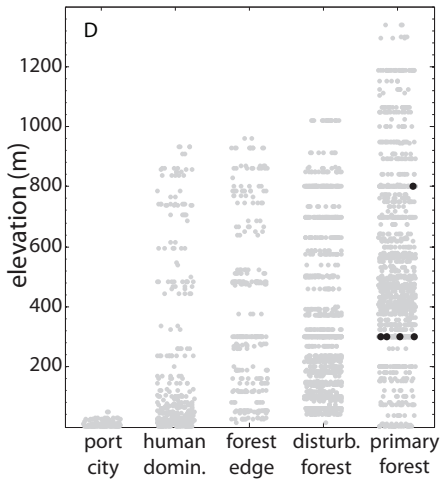 D
elevation (m)
1200
1000
800
600
400
200
port city
human domin.
forest edge
disturb. forest
primary forest